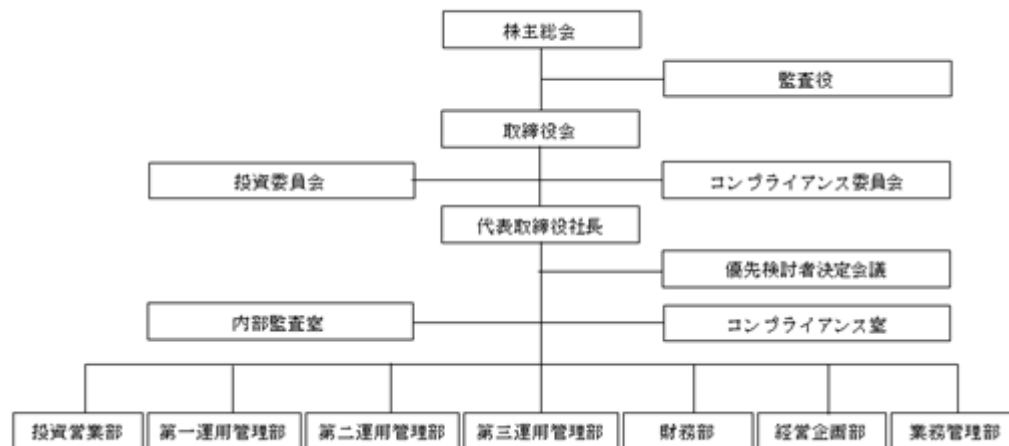 株主総会
監査役
取締役会
投資委員会
コンプライアンス委員会
代表取締役社長
優先検討者決定会議
内部監査室
コンプライアンス室
投資営業部
第一運用管理部
第二運用管理部
第三運用管理部
財務部
経営企画部
業務管理部